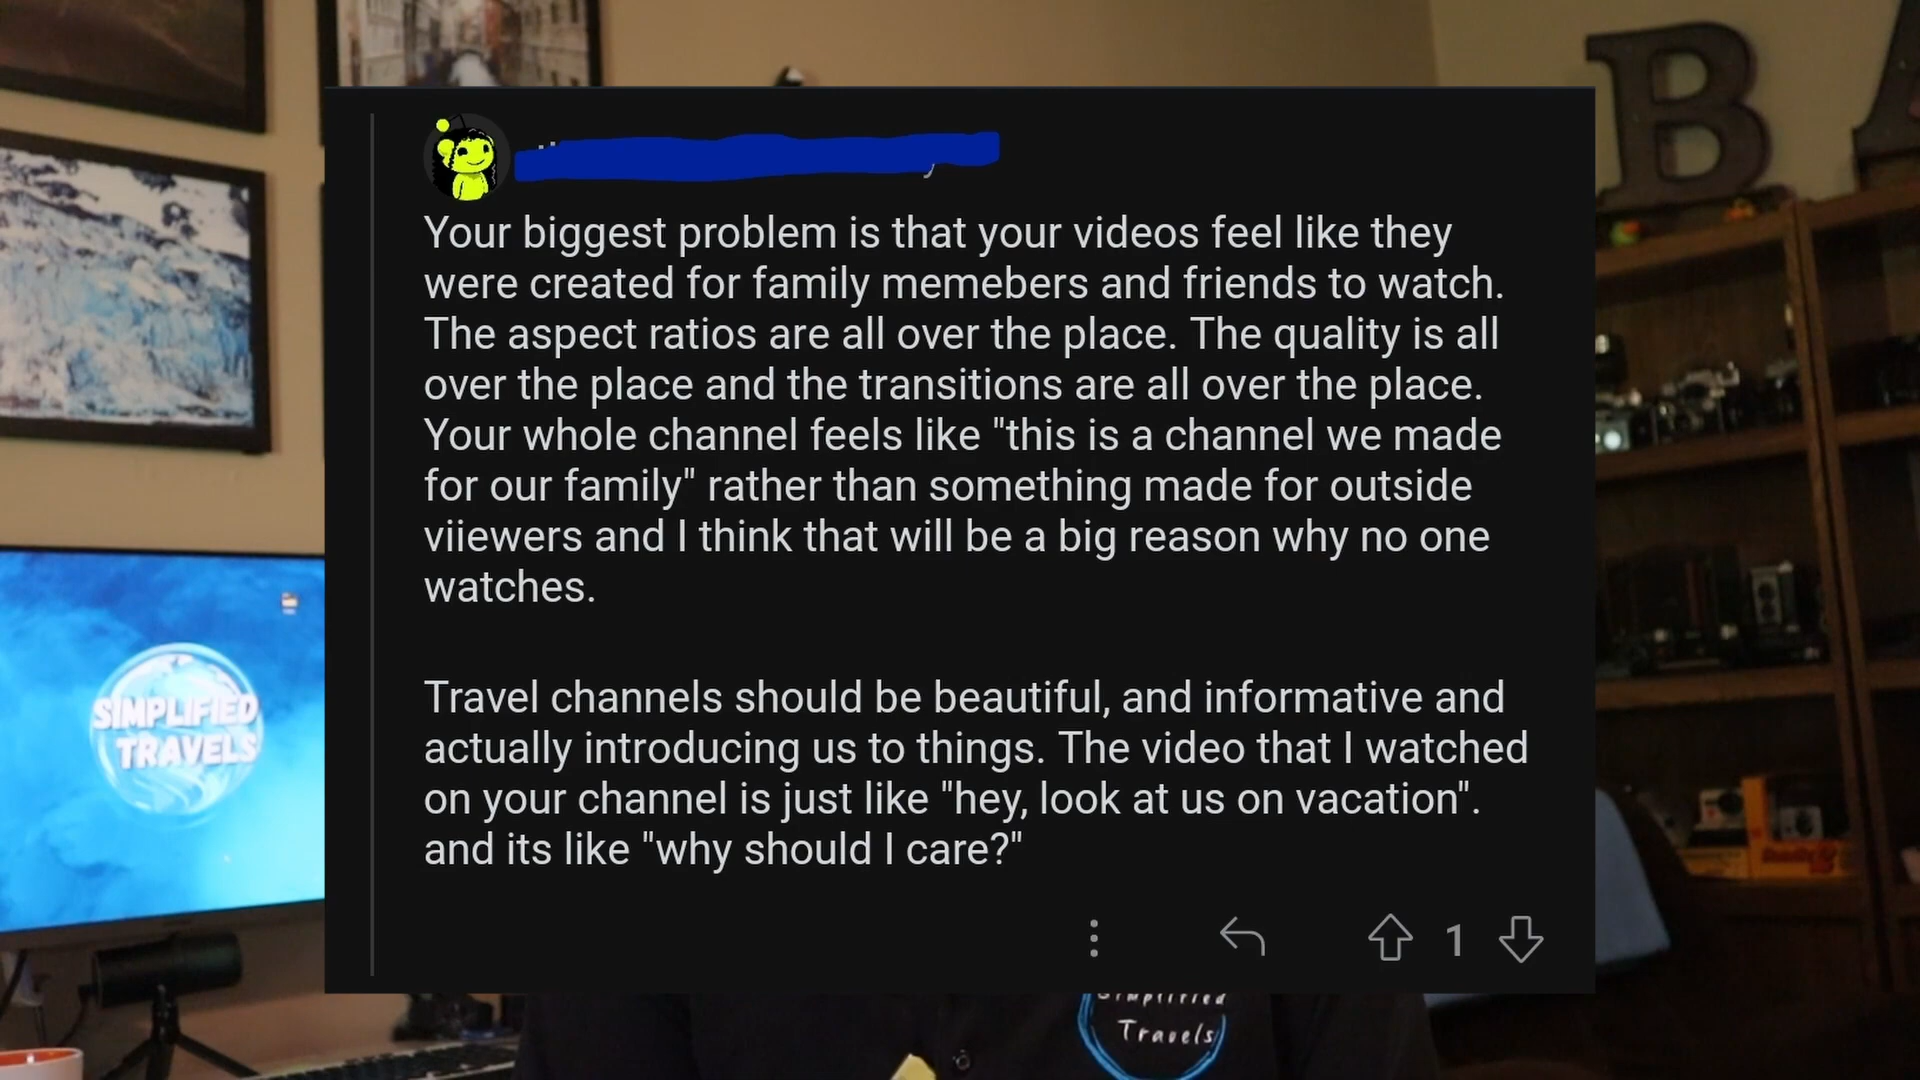 B
Your biggest problem is that your videos feel like they
were created for family memebers and friends to watch.
The aspect ratios are all over the place. The quality is all
over the place and the transitions are all over the place.
Your whole channel feels like "this is a channel we made
for our family" rather than something made for outside
viiewers and I think that will be a big reason why no one
watches.
Travel channels should be beautiful, and informative and
actually introducing us to things. The video that I watched
on your channel is just like "hey, look at us on vacation".
and its like "why should I care?"
1
SIMPLIFIED
TRAVELS
Simplified
Travels